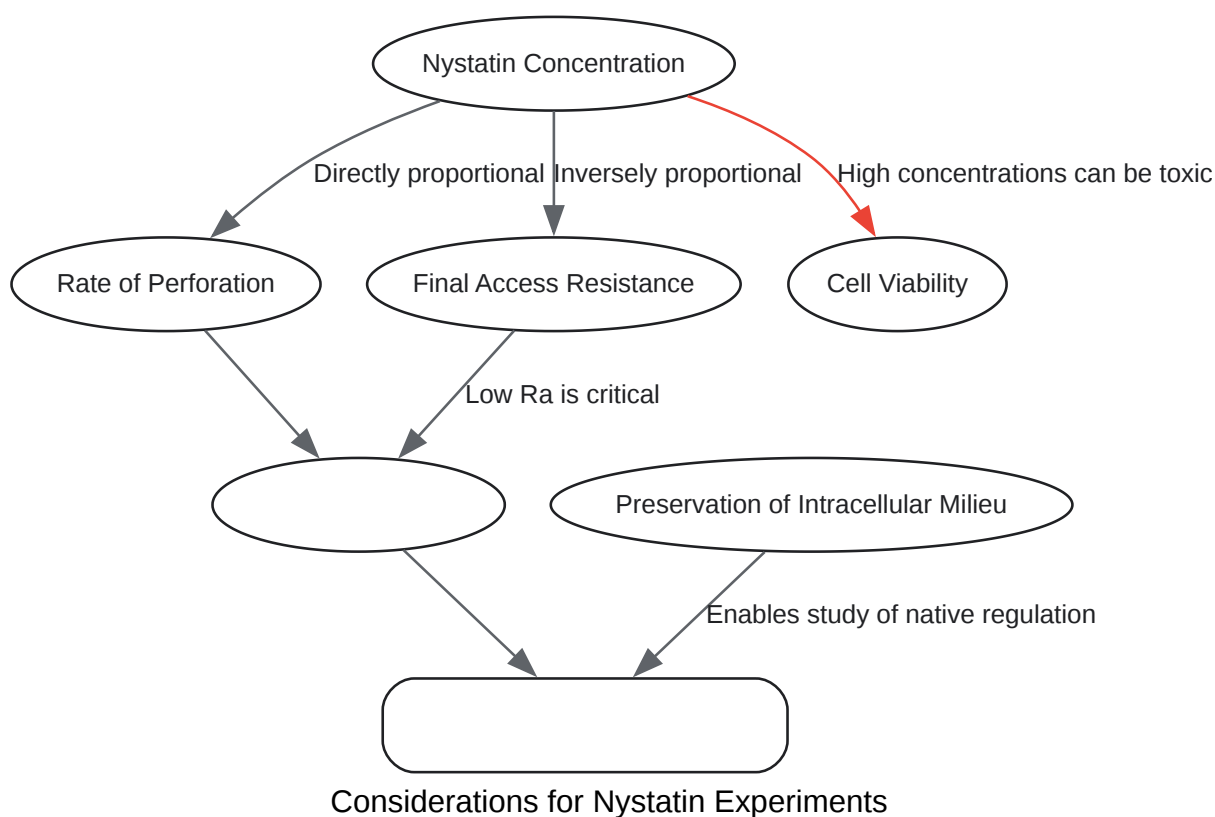 Nystatin Concentration
Directly proportional
Inversely proportional
High concentrations can be toxic
Rate of Perforation
Final Access Resistance
Cell Viability
Low Ra is critical
Preservation of Intracellular Milieu
Enables study of native regulation
Considerations for Nystatin Experiments